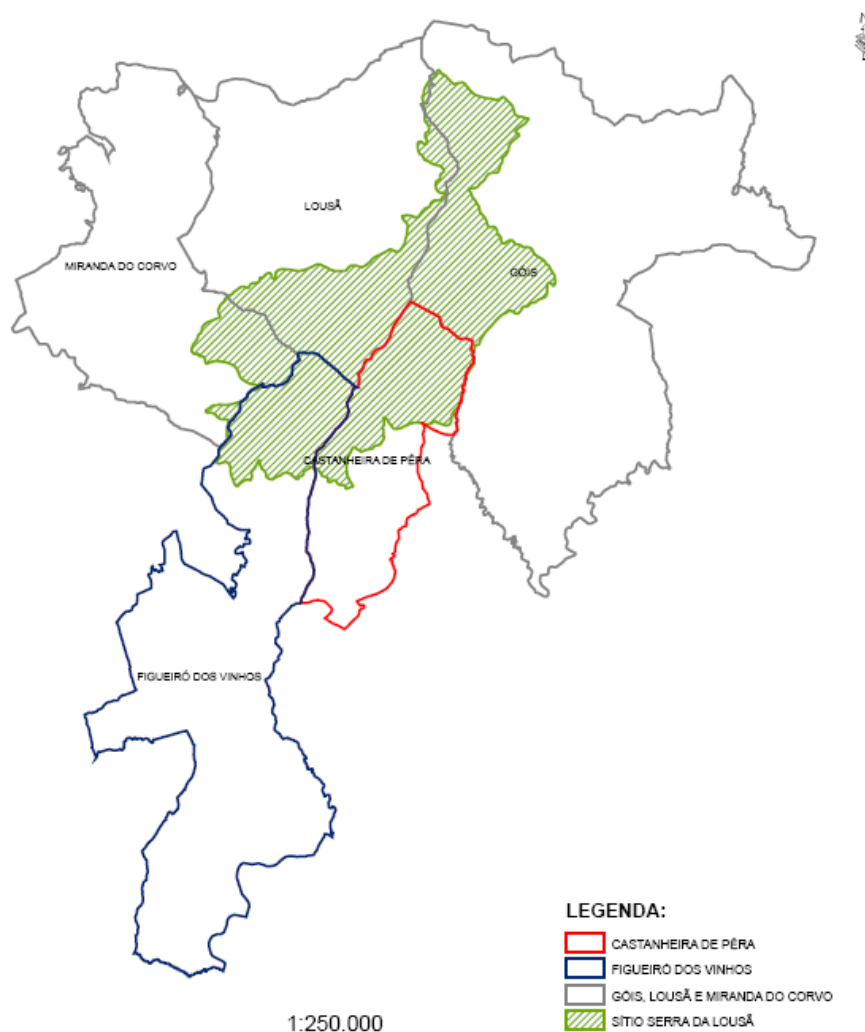 N
LOUSÃ
MIRANDA DO CORVO
GÓIS
CASTANHEIRA DE PÊRA
FIGUEIRÓ DOS VINHOS
LEGENDA:
CASTANHEIRA DE PÊRA
FIGUEIRÓ DOS VINHOS
GÓIS, LOUSÃ E MIRANDA DO CORVO
SÍTIO SERRA DA LOUSÃ
1:250.000